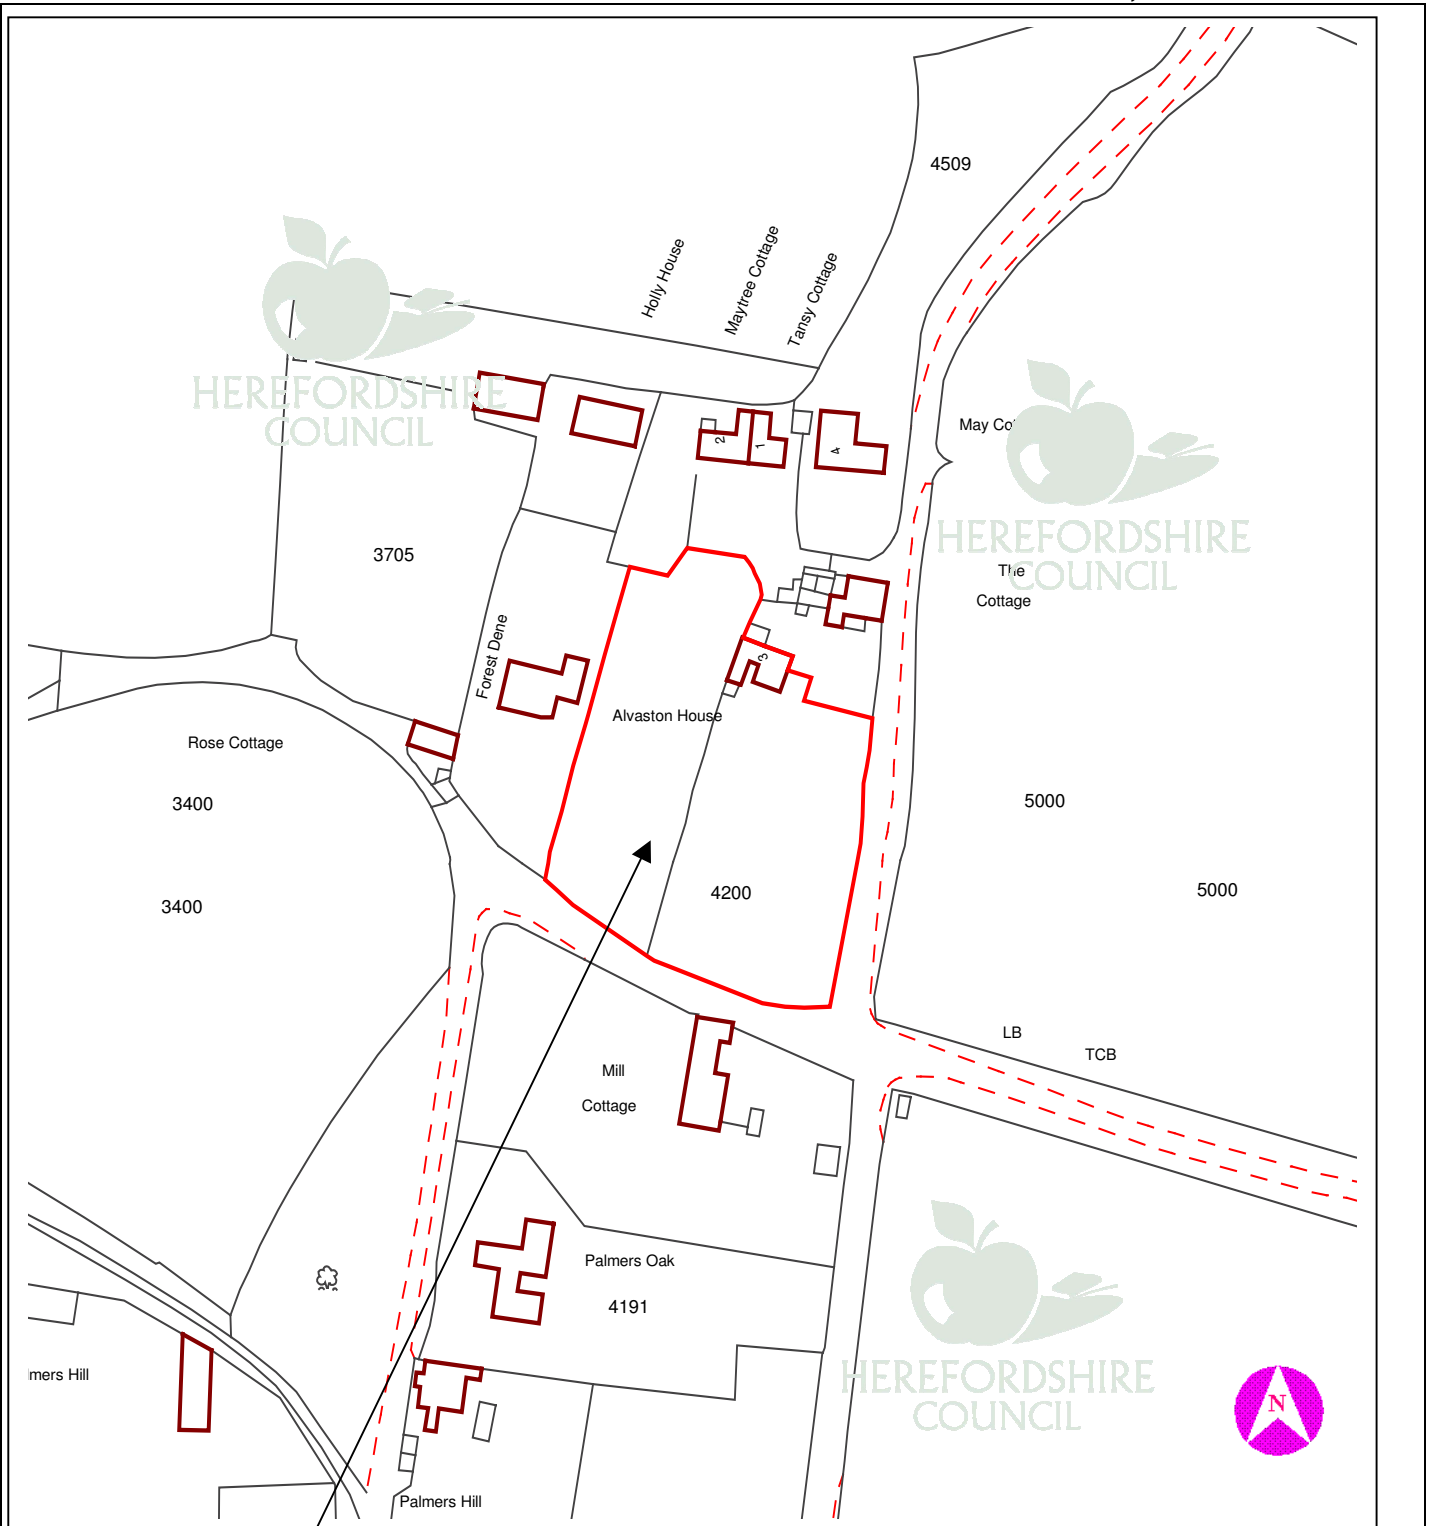 4509
Holly House
Maytree Cottage
Tansy Cottage
HEREFORDSHIRE
COUNCIL
May Co
2
1
4
HEREFORDSHIRE
COUNCIL
3705
The
Cottage
Forest Dene
3
Alvaston House
Rose Cottage
3400
5000
4200
5000
3400
LB
TCB
Mill
Cottage
Palmers Oak
4191
lmers Hill
HEREFORDSHIRE
COUNCIL
N
Palmers Hill